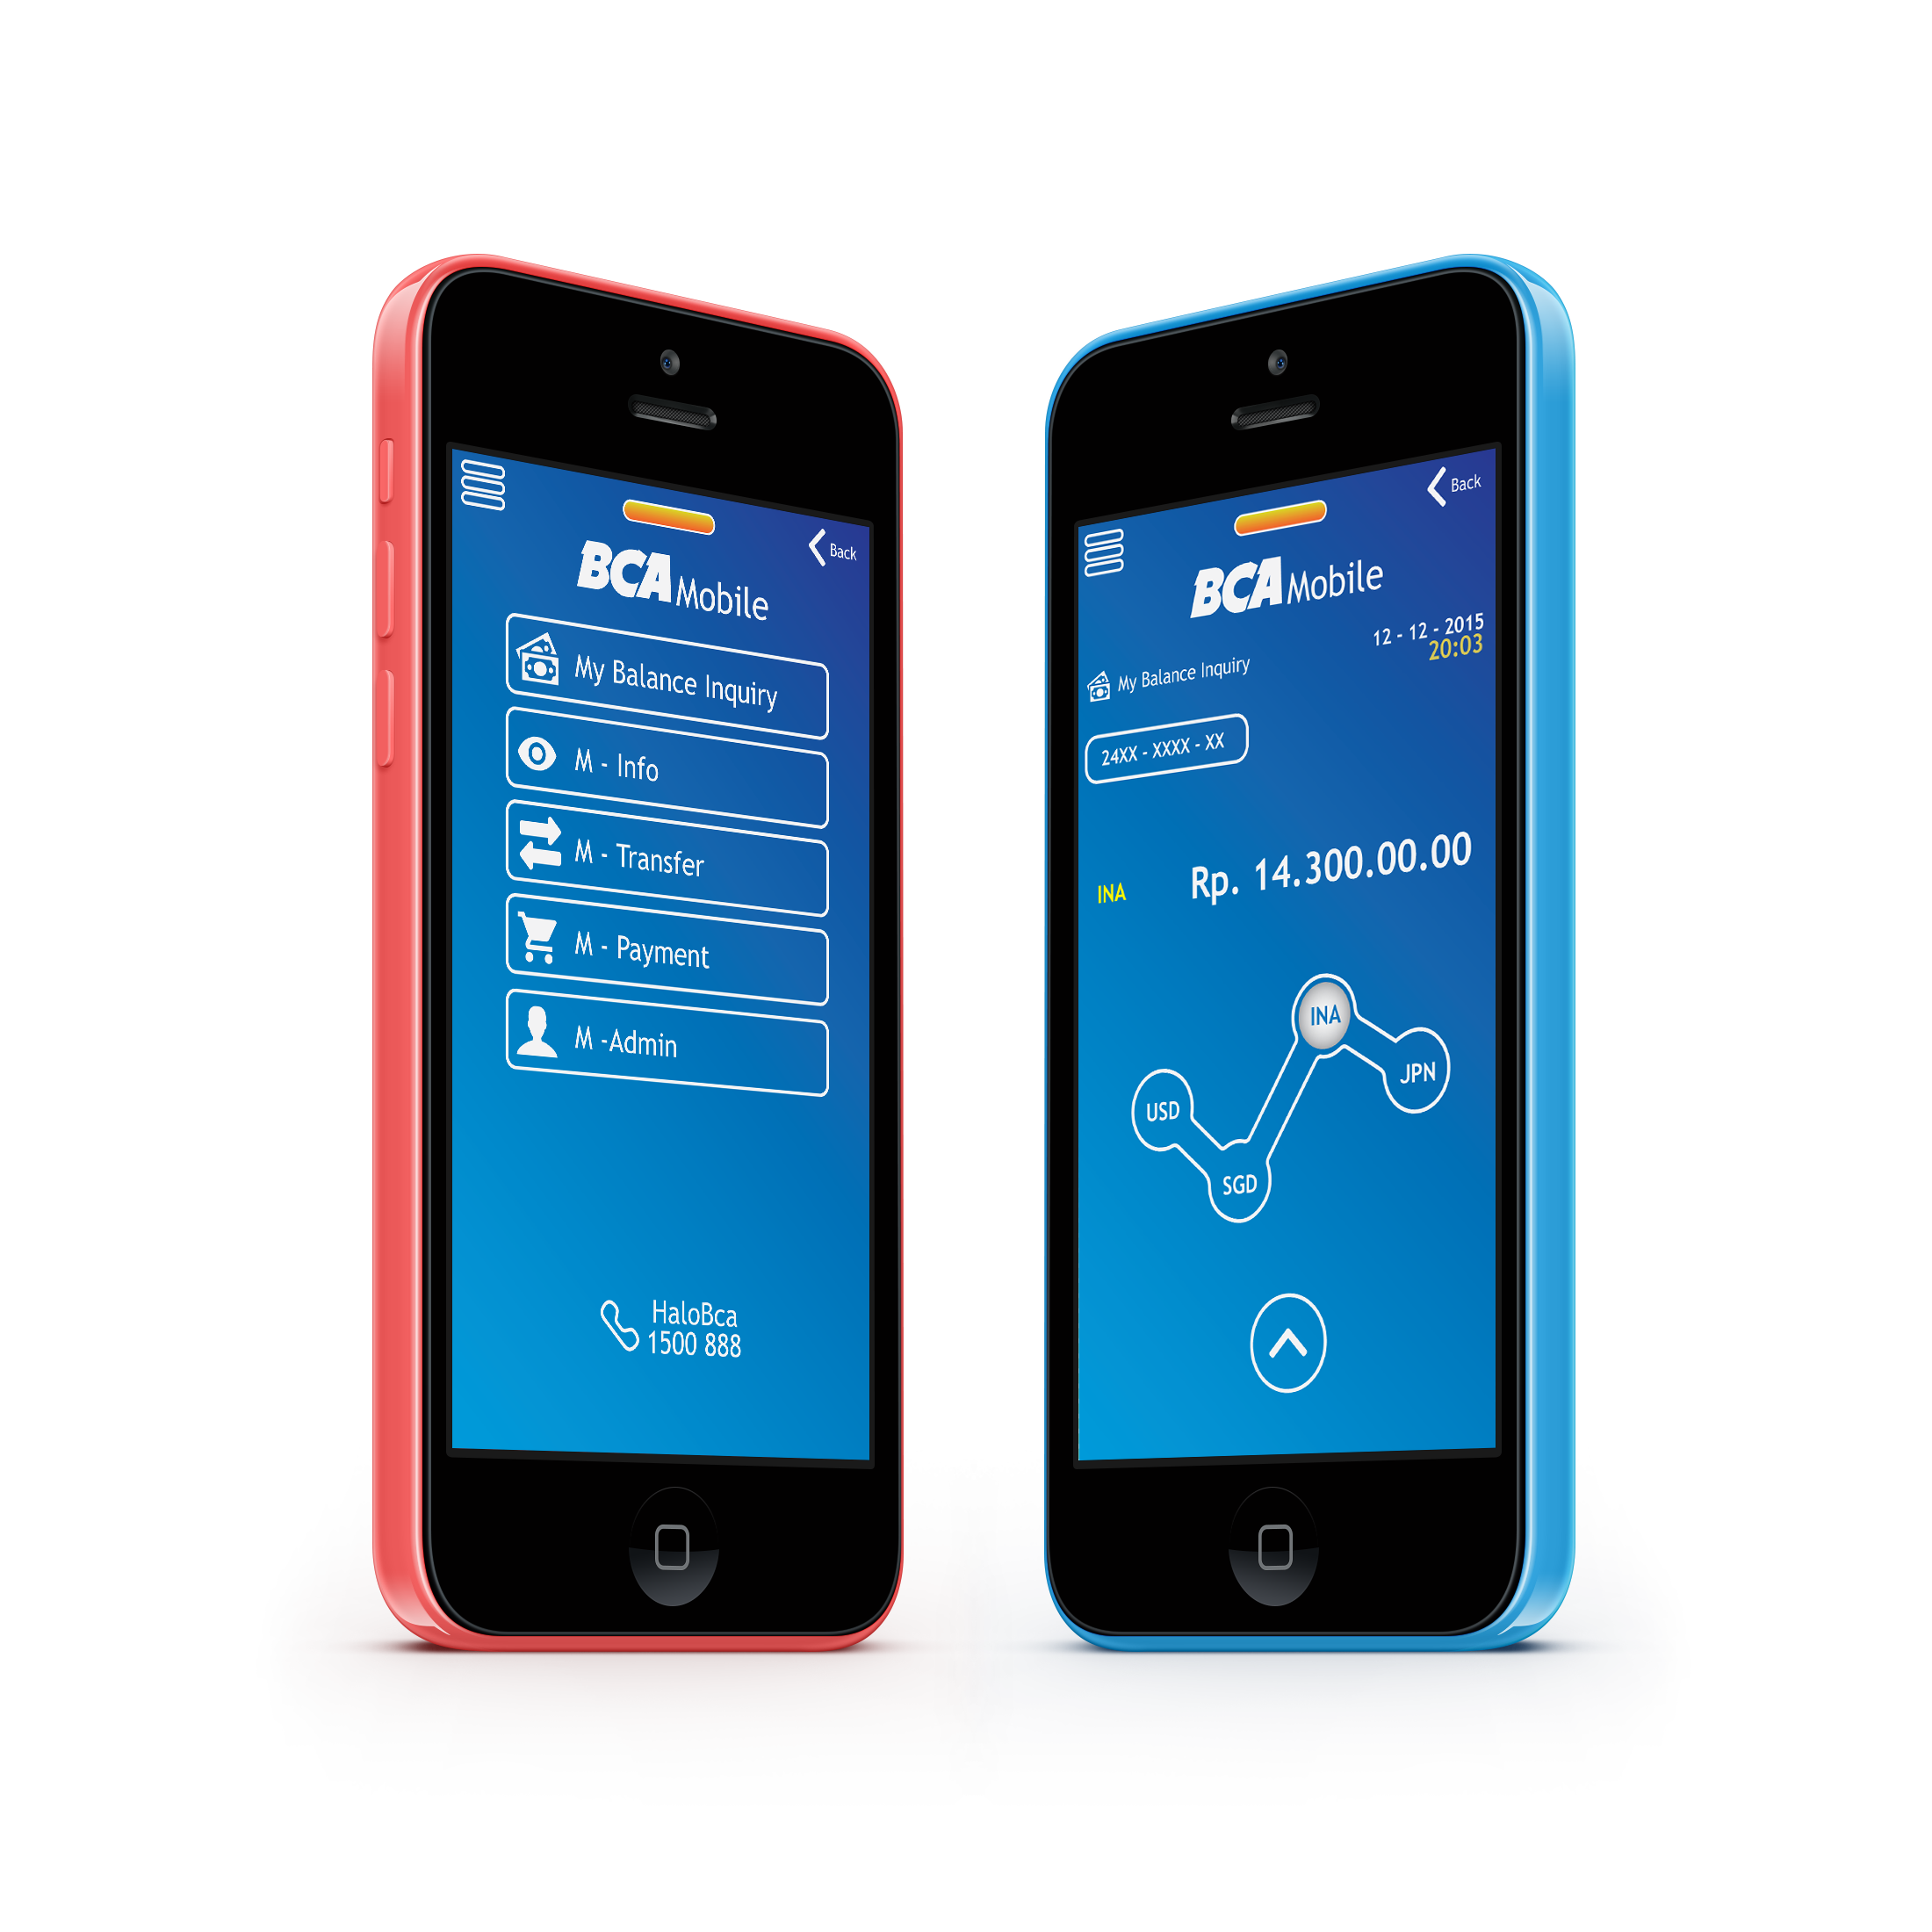 Back
BCA Mobile
My Balance Inquiry
M - Info
M - Transfer
M - Payment
M -Admin
HaloBca
1500 888
Back
BCA Mobile
12 - 12 - 2015
20:03
My Balance Inquiry
24XX - XXXX - XX
INA
Rp. 14.300.00.00
INA
JPN
USD
SGD